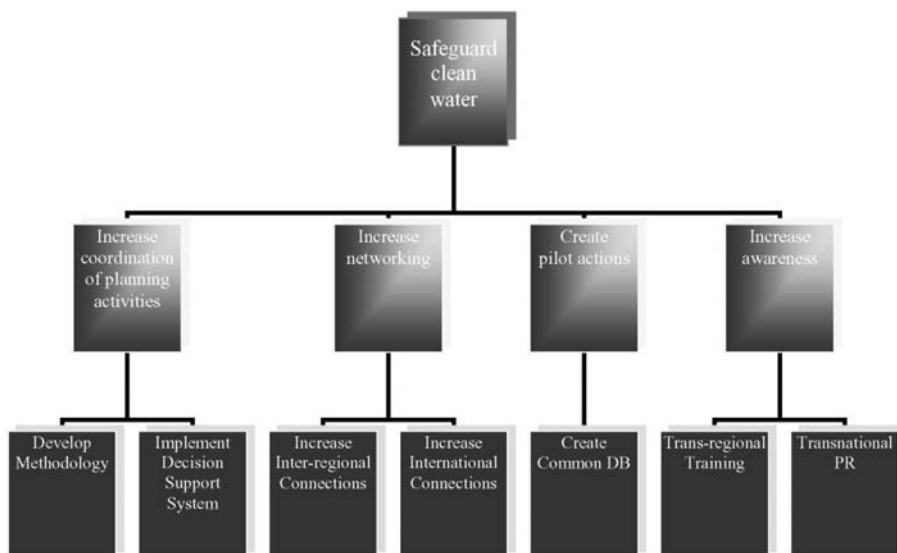 Safeguard
clean
water
Increase
coordination
of planning
activities
Increase
networking
Create
pilot actions
Increase
awareness
Develop
Methodology
Implement
Decision
Support
System
Increase
Inter-regional
Connections
Increase
International
Connections
Create
Common DB
Trans-regional
Training
Transnational
PR